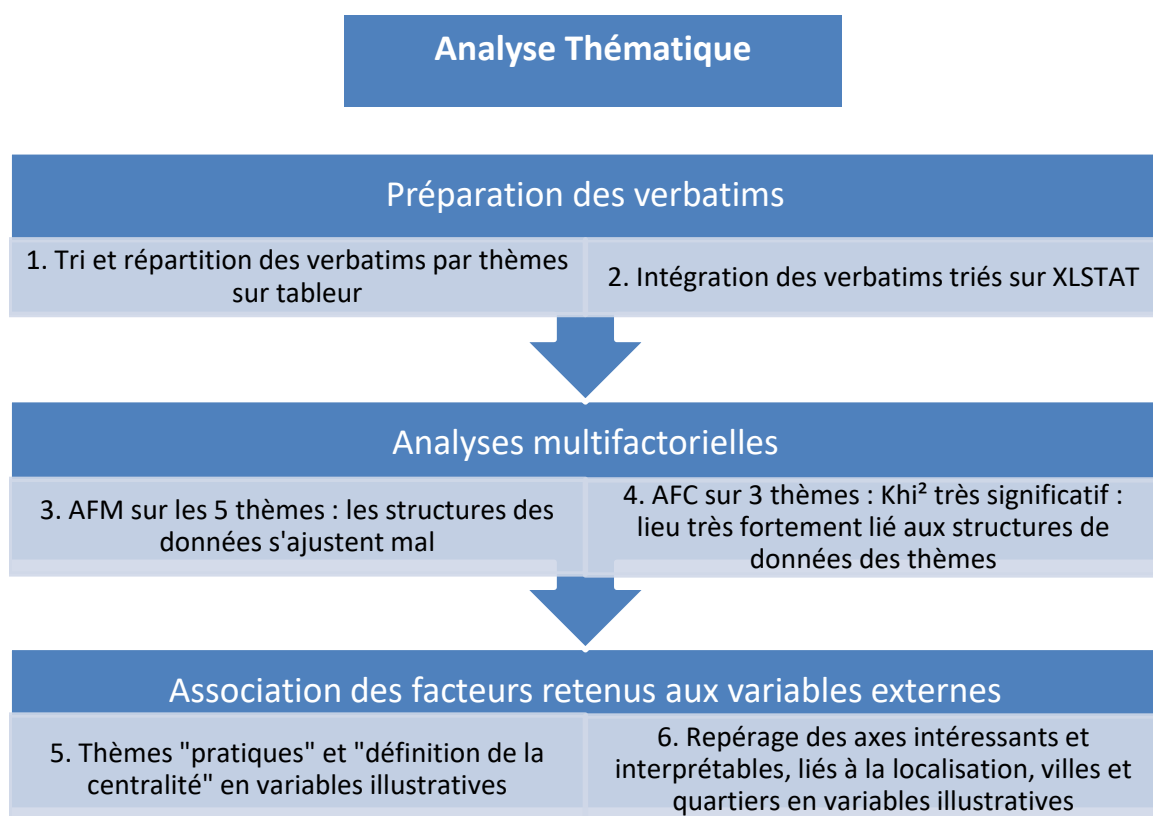 Analyse Thématique
Préparation des verbatims
1. Tri et répartition des verbatims par thèmes
sur tableur
2. Intégration des verbatims triés sur XLSTAT
Analyses multifactorielles
3. AFM sur les 5 thèmes : les structures des
données s'ajustent mal
4. AFC sur 3 thèmes : Khi² très significatif :
lieu très fortement lié aux structures de
données des thèmes
Association des facteurs retenus aux variables externes
5. Thèmes "pratiques" et "définition de la
centralité" en variables illustratives
6. Repérage des axes intéressants et
interprétables, liés à la localisation, villes et
quartiers en variables illustratives